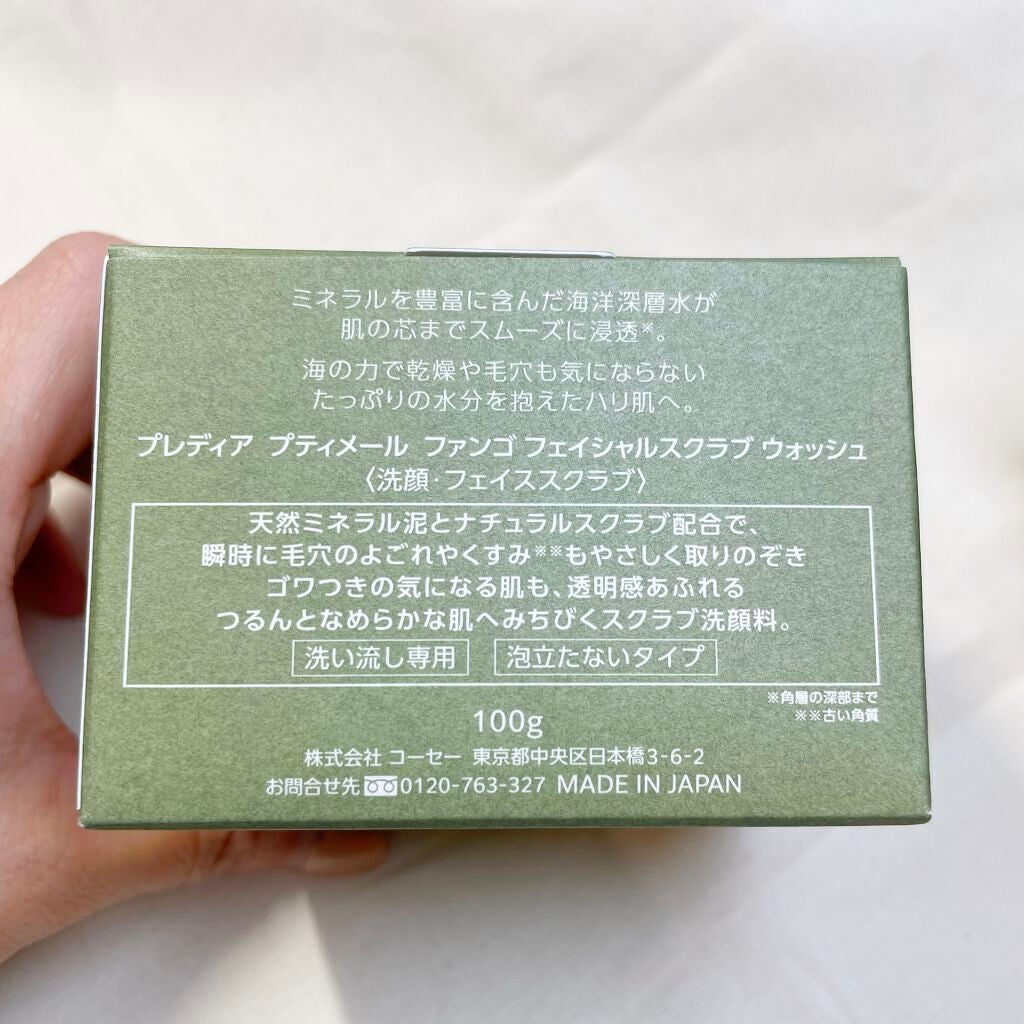 ミネラルを豊富に含んだ海洋深層水が
肌の芯までスムーズに浸透※。
海の力で乾燥や毛穴も気にならない
たっぷりの水分を抱えたハリ肌へ。
プレディア プティメール ファンゴ フェイシャルスクラブ ウォッシュ
〈洗顔・フェイススクラブ〉
天然ミネラル泥とナチュラルスクラブ配合で、
瞬時に毛穴のよごれやくすみ※※もやさしく取りのぞき
ゴワつきの気になる肌も、透明感あふれる
つるんとなめらかな肌へみちびくスクラブ洗顔料。
洗い流し専用 泡立たないタイプ
※角層の深部まで
※※古い角質
100g
株式会社 コーセー 東京都中央区日本橋3-6-2
お問合せ先 0120-763-327 MADE IN JAPAN